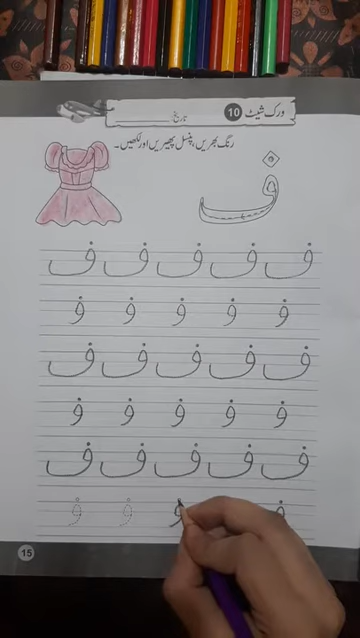 ورک شیٹ 10
تاریخ:
رنگ بھریں، پنسل پھیریں اور لکھیں۔
ف
ف ف ف ف ف
ﻓ ﻓ ﻓ ﻓ ﻓ
ف ف ف ف ف
ﻓ ﻓ ﻓ ﻓ ﻓ
ف ف ف ف ف
ﻓ ﻓ ﻓ ﻓ
15